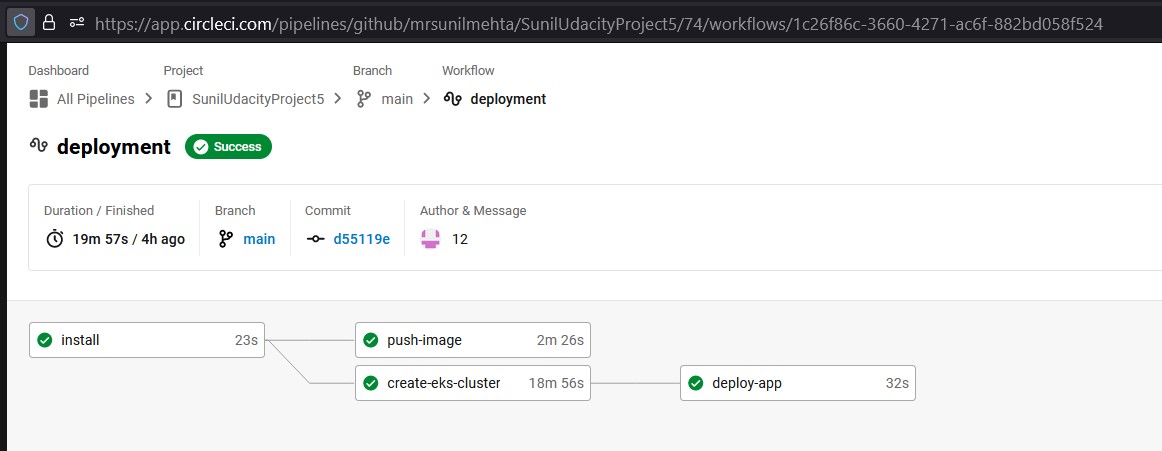 https://app.circleci.com/pipelines/github/mrsunilmehta/SunilUdacityProject5/74/workflows/1c26f86c-3660-4271-ac6f-882bd058f524
Dashboard Project Branch Workflow
All Pipelines SunilUdacityProject5 main deployment
deployment Success
Duration / Finished Branch Commit Author & Message
19m 57s / 4h ago main d55119e 12
install 23s push-image 2m 26s
create-eks-cluster 18m 56s deploy-app 32s